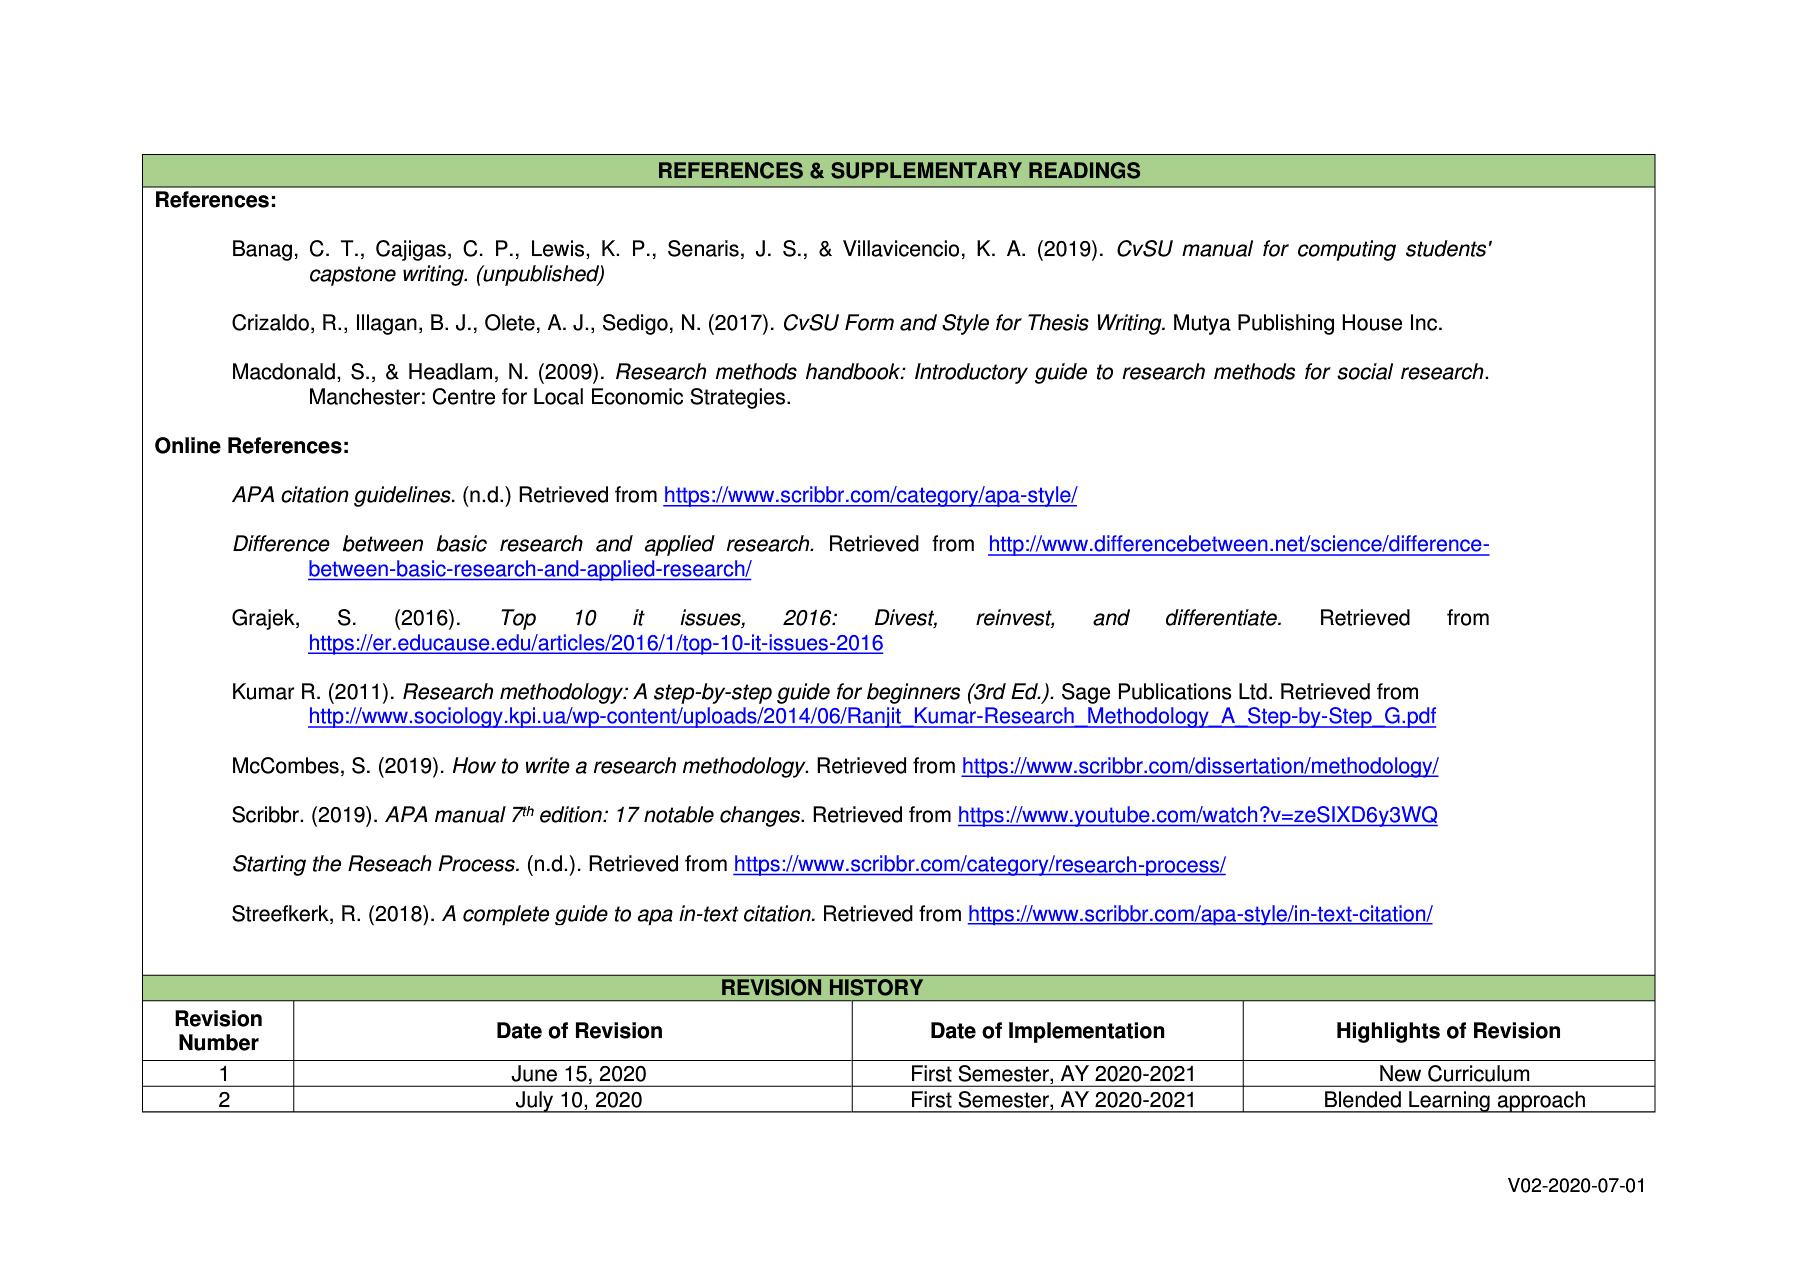 REFERENCES & SUPPLEMENTARY READINGS
References:
Banag, C. T., Cajigas, C. P., Lewis, K. P., Senaris, J. S., & Villavicencio, K. A. (2019). CvSU manual for computing students'
capstone writing. (unpublished)
Crizaldo, R., Illagan, B. J., Olete, A. J., Sedigo, N. (2017). CvSU Form and Style for Thesis Writing. Mutya Publishing House Inc.
Macdonald, S., & Headlam, N. (2009). Research methods handbook: Introductory guide to research methods for social research.
Manchester: Centre for Local Economic Strategies.
Online References:
APA citation guidelines. (n.d.) Retrieved from https://www.scribbr.com/category/apa-style/
Difference between basic research and applied research. Retrieved from http://www.differencebetween.net/science/difference-
between-basic-research-and-applied-research/
Grajek, S. (2016). Top 10 it issues, 2016: Divest, reinvest, and differentiate. Retrieved from
https://er.educause.edu/articles/2016/1/top-10-it-issues-2016
Kumar R. (2011). Research methodology: A step-by-step guide for beginners (3rd Ed.). Sage Publications Ltd. Retrieved from
http://www.sociology.kpi.ua/wp-content/uploads/2014/06/Ranjit_Kumar-Research_Methodology_A_Step-by-Step_G.pdf
McCombes, S. (2019). How to write a research methodology. Retrieved from https://www.scribbr.com/dissertation/methodology/
Scribbr. (2019). APA manual 7th edition: 17 notable changes. Retrieved from https://www.youtube.com/watch?v=zeSIXD6y3WQ
Starting the Reseach Process. (n.d.). Retrieved from https://www.scribbr.com/category/research-process/
Streefkerk, R. (2018). A complete guide to apa in-text citation. Retrieved from https://www.scribbr.com/apa-style/in-text-citation/
REVISION HISTORY
Revision Number Date of Revision Date of Implementation Highlights of Revision
1 June 15, 2020 First Semester, AY 2020-2021 New Curriculum
2 July 10, 2020 First Semester, AY 2020-2021 Blended Learning approach
V02-2020-07-01